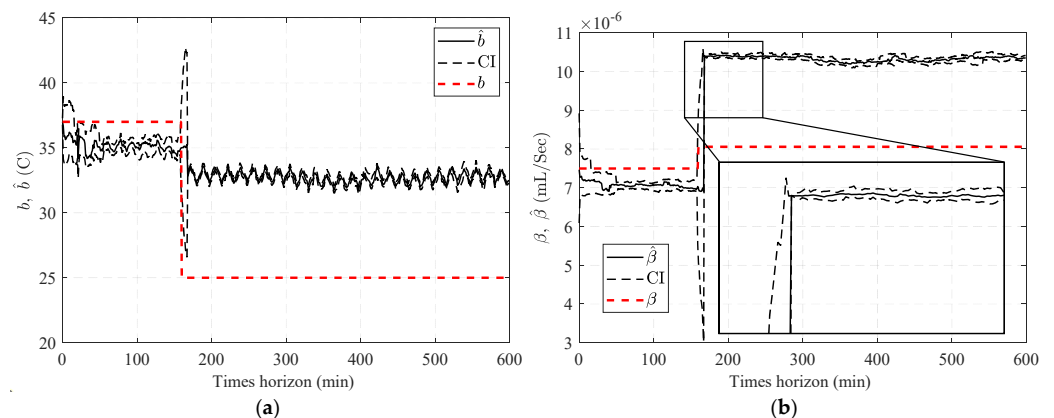 45
40
35
30
25
20
b, b̂ (C)
0 100 200 300 400 500 600
Times horizon (min)
b̂
CI
b
(a)
×10⁻⁶
11
10
9
8
7
6
5
4
3
β, β̂ (mL/Sec)
β̂
CI
β
0 100 200 300 400 500 600
Times horizon (min)
(b)